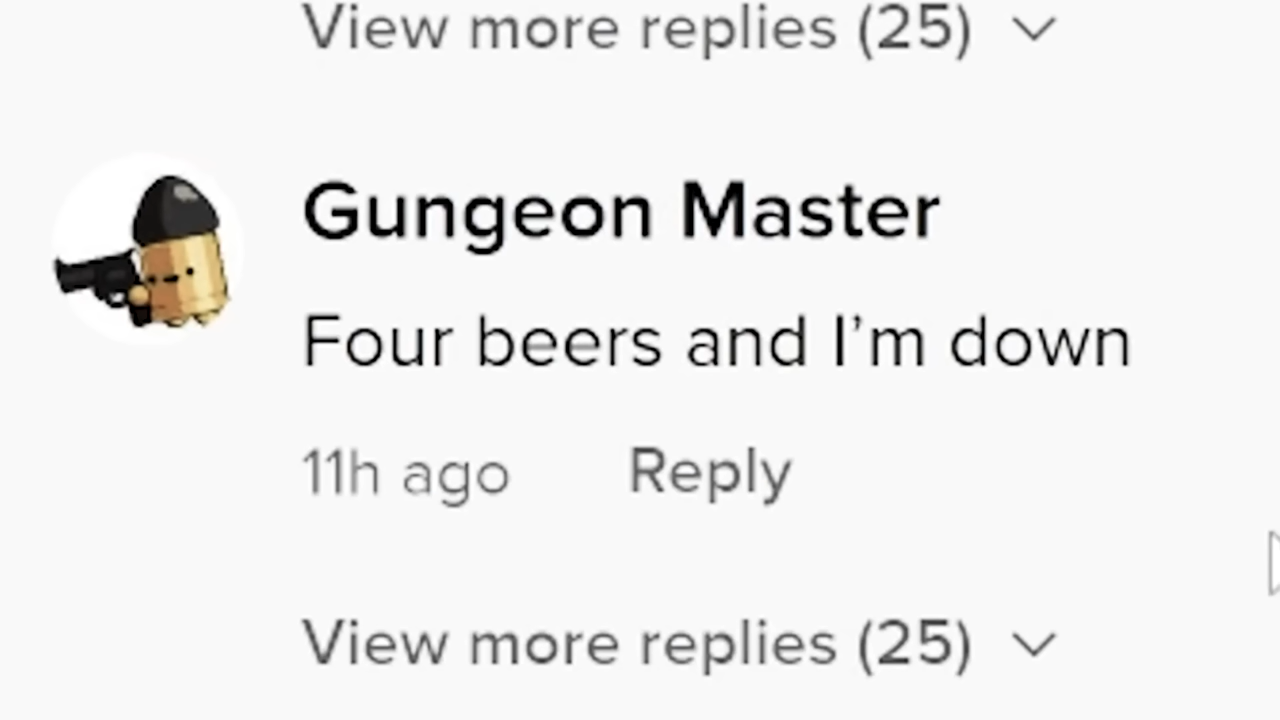 View more replies (25)
Gungeon Master
Four beers and I’m down
11h ago Reply
View more replies (25)